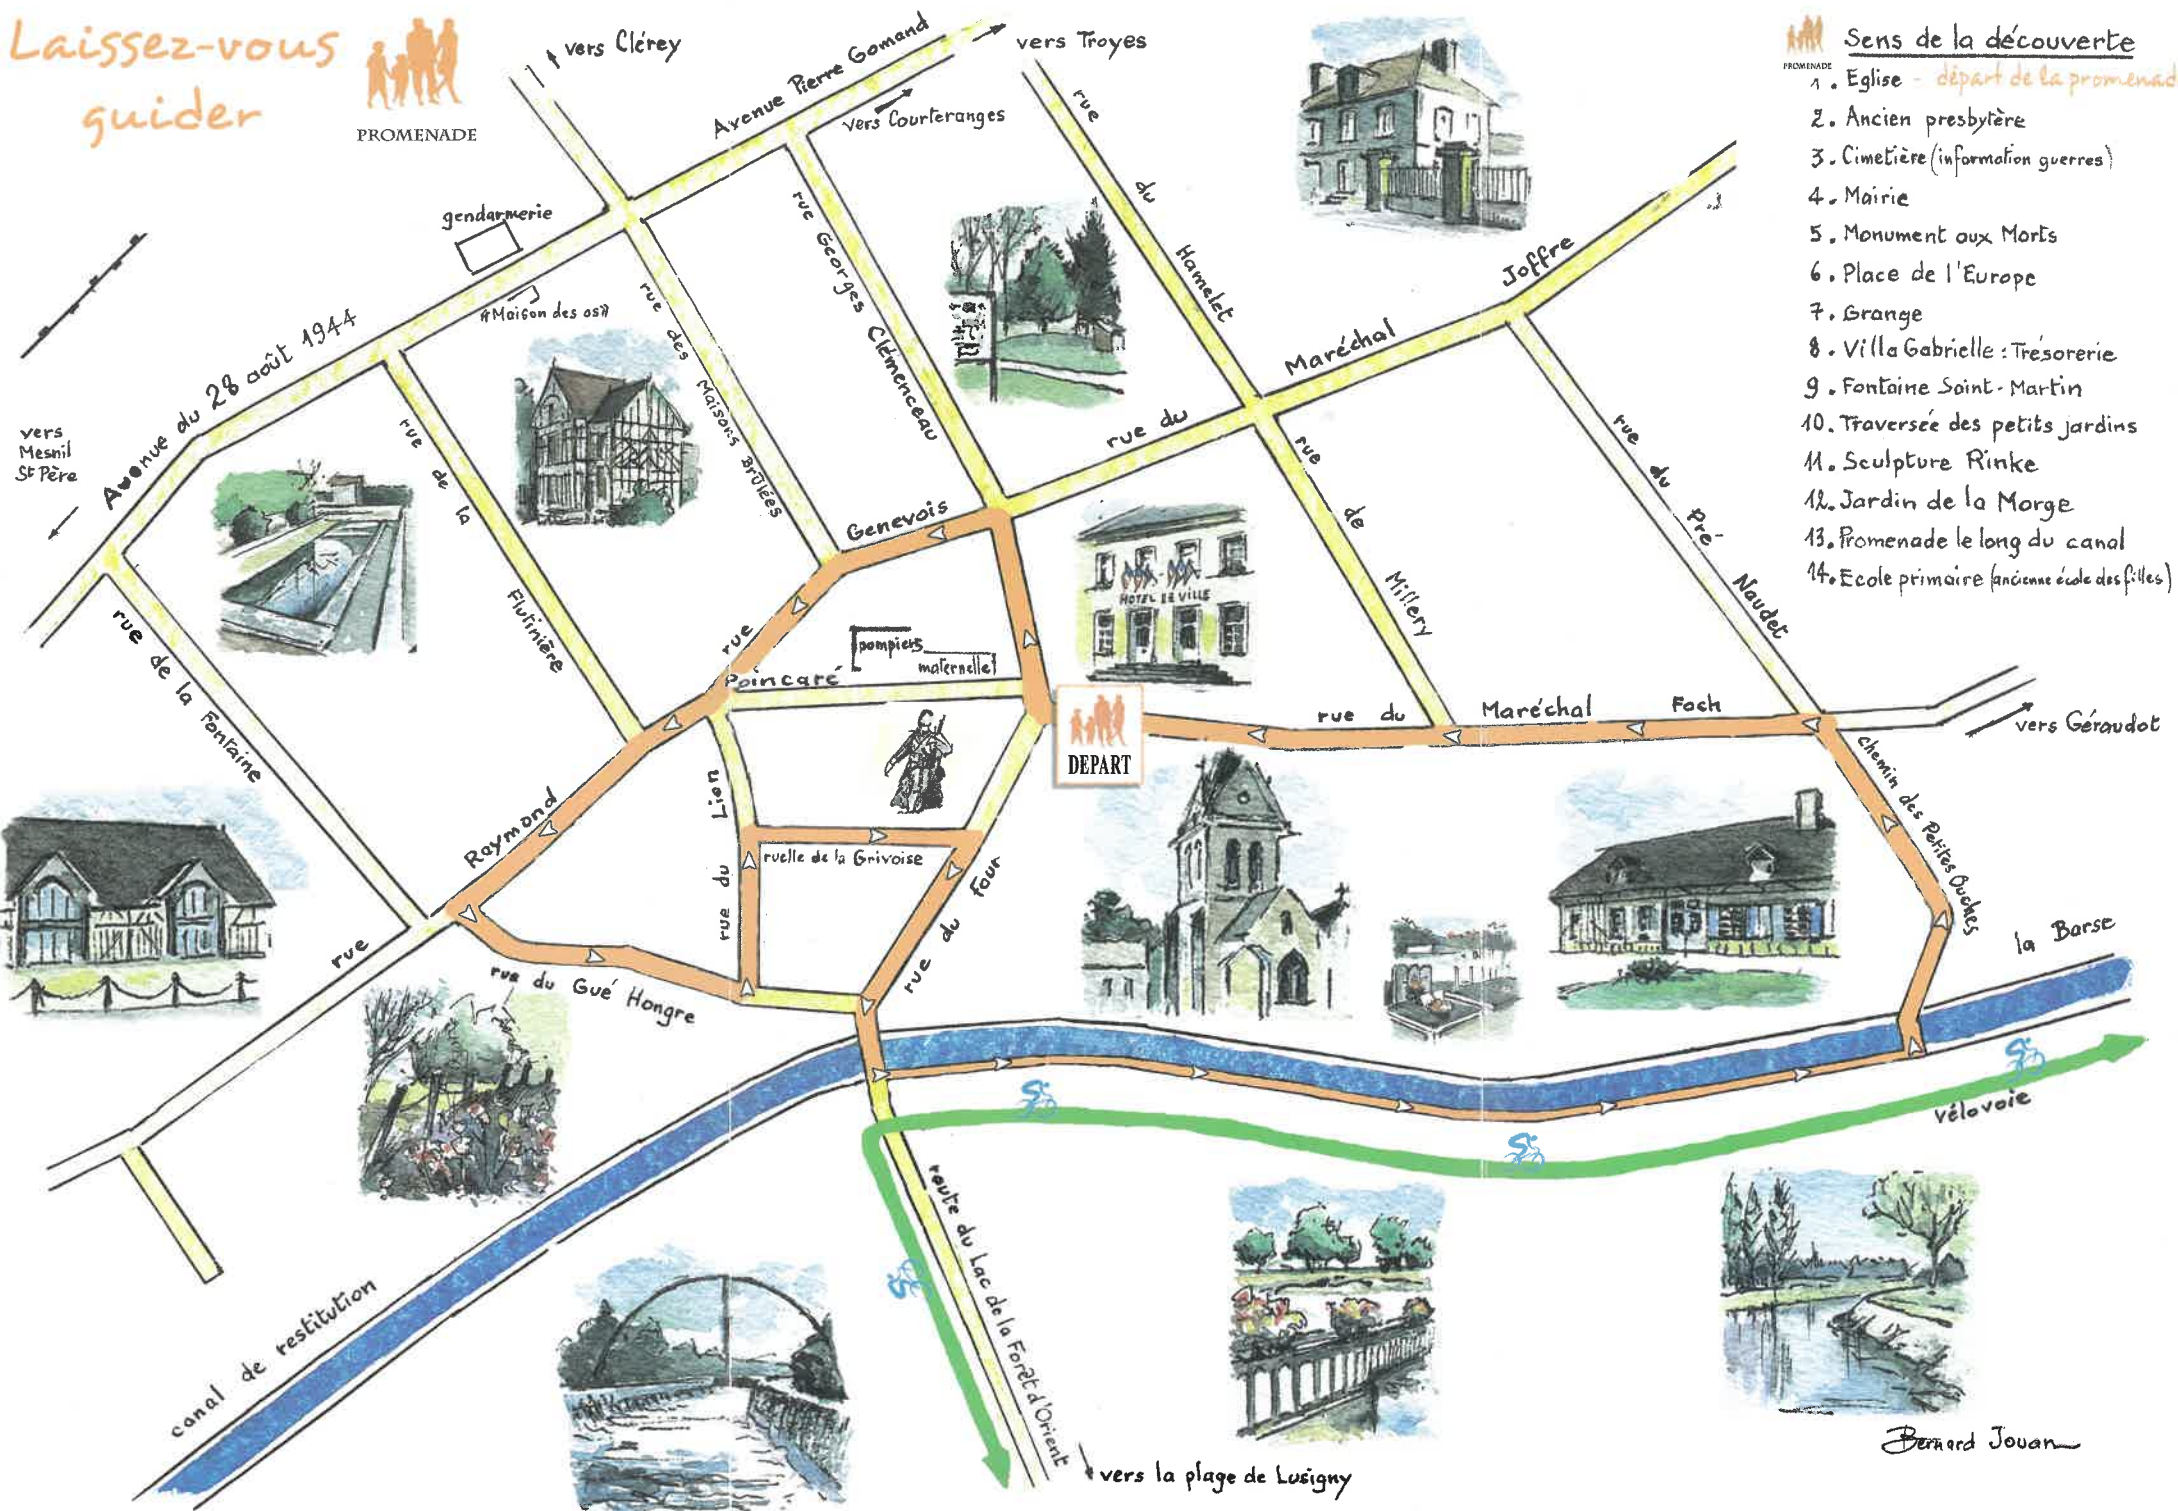 Laissez-vous
guider
PROMENADE
vers Clérey
Avenue Pierre Gomand
vers Troyes
vers Courteranges
PROMENADE
Sens de la découverte
1. Eglise - départ de la promenad
2. Ancien presbytère
3. Cimetière (information guerres)
4. Mairie
5. Monument aux Morts
6. Place de l'Europe
7. Grange
8. Villa Gabrielle : Trésorerie
9. Fontaine Saint-Martin
10. Traversée des petits jardins
11. Sculpture Rinke
12. Jardin de la Morge
13. Promenade le long du canal
14. Ecole primaire (ancienne école des filles)
gendarmerie
"Maison des os"
Avenue du 28 août 1944
vers
Mesnil
St Père
rue de la Fontaine
rue de la Flutinière
rue des Maisons Brûlées
rue Georges Clémenceau
rue du Hamelet
rue du Maréchal Joffre
rue de Millery
rue du Pré-Naudet
HOTEL DE VILLE
rue Raymond Poincaré
rue Genevois
pompiers
maternelle
DEPART
rue du Maréchal Foch
vers Géraudot
chemin des Petites Ouches
rue du Lion
ruelle de la Grivoise
rue du Four
rue du Gué Hongre
la Barse
vélovoie
canal de restitution
route du Lac de la Forêt d'Orient
vers la plage de Lusigny
Bernard Jouan